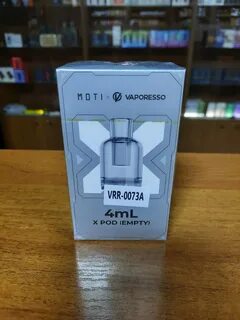 MOTI × VAPORESSO
VRR-0073A
4mL
X POD (EMPTY)